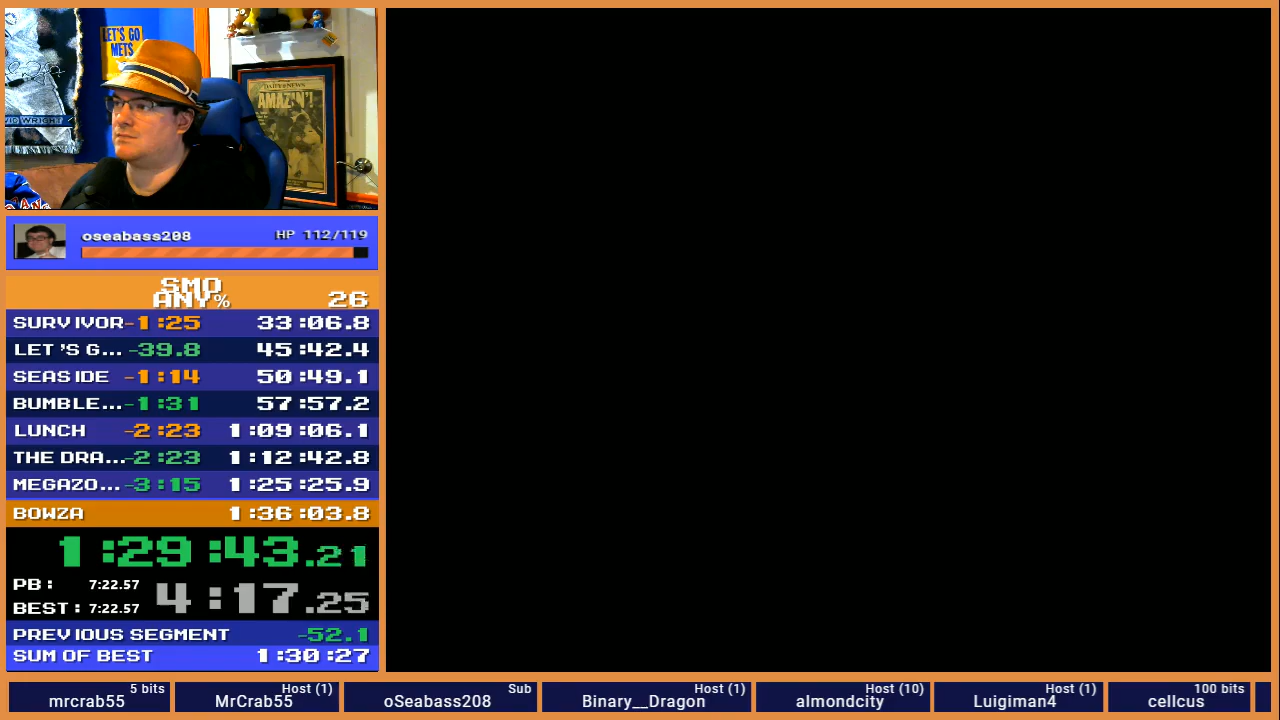 LET'S GO
METS
DAILY NEWS
AMAZIN'!
VID WRIGHT
oseabass208 HP 112/119
SMO
ANY% 26
SURVIVOR -1:25 33:06.8
LET'S G... -39.8 45:42.4
SEASIDE -1:14 50:49.1
BUMBLE... -1:31 57:57.2
LUNCH -2:23 1:09:06.1
THE DRA... -2:23 1:12:42.8
MEGAZO... -3:15 1:25:25.9
BOWZA 1:36:03.8
1:29:43.21
PB: 7:22.57
BEST: 7:22.57
4:17.25
PREVIOUS SEGMENT -52.1
SUM OF BEST 1:30:27
5 bits
mrcrab55
Host (1)
MrCrab55
Sub
oSeabass208
Host (1)
Binary__Dragon
Host (10)
almondcity
Host (1)
Luigiman4
100 bits
cellcus